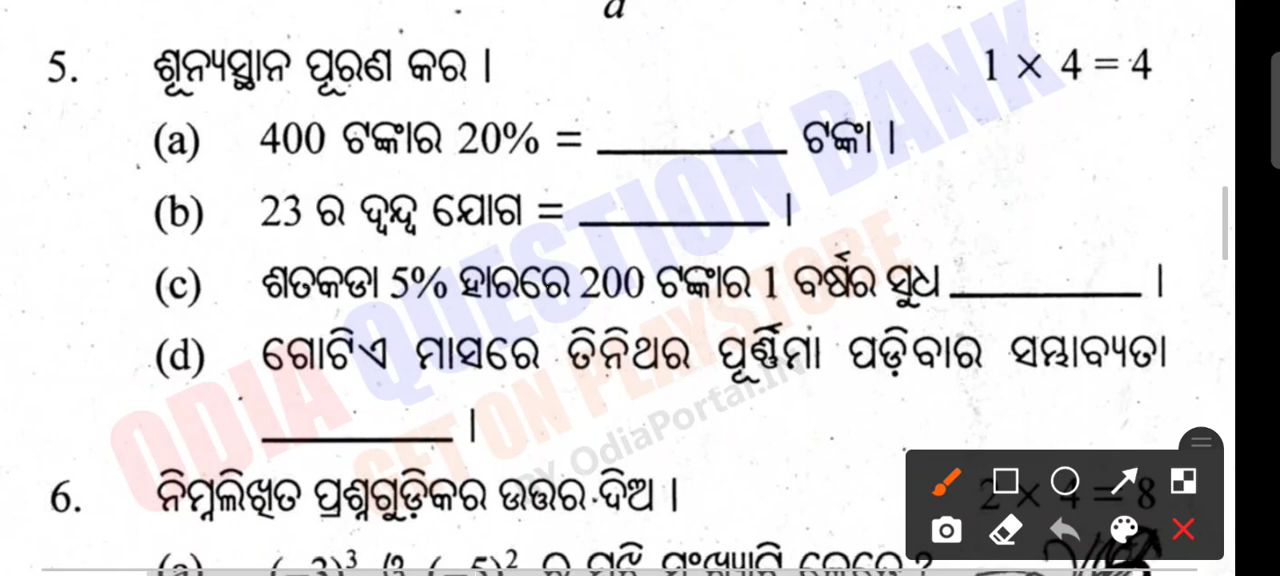 5. ଶୂନ୍ୟସ୍ଥାନ ପୂରଣ କର । 1 × 4 = 4
(a) 400 ଟଙ୍କାର 20% = ________ ଟଙ୍କା ।
(b) 23 ର ଦ୍ୱନ୍ଦ୍ୱ ଯୋଗ = ________ ।
(c) ଶତକଡା 5% ହାରରେ 200 ଟଙ୍କାର 1 ବର୍ଷର ସୁଧ ________ ।
(d) ଗୋଟିଏ ମାସରେ ତିନିଥର ପୂର୍ଣ୍ଣିମା ପଡ଼ିବାର ସମ୍ଭାବ୍ୟତା
________ ।
6. ନିମ୍ନଲିଖିତ ପ୍ରଶ୍ନଗୁଡ଼ିକର ଉତ୍ତର ଦିଅ । 2 × 4 = 8
ODIA QUESTION BANK
GET ON PLAYSTORE
BY OdiaPortal.in